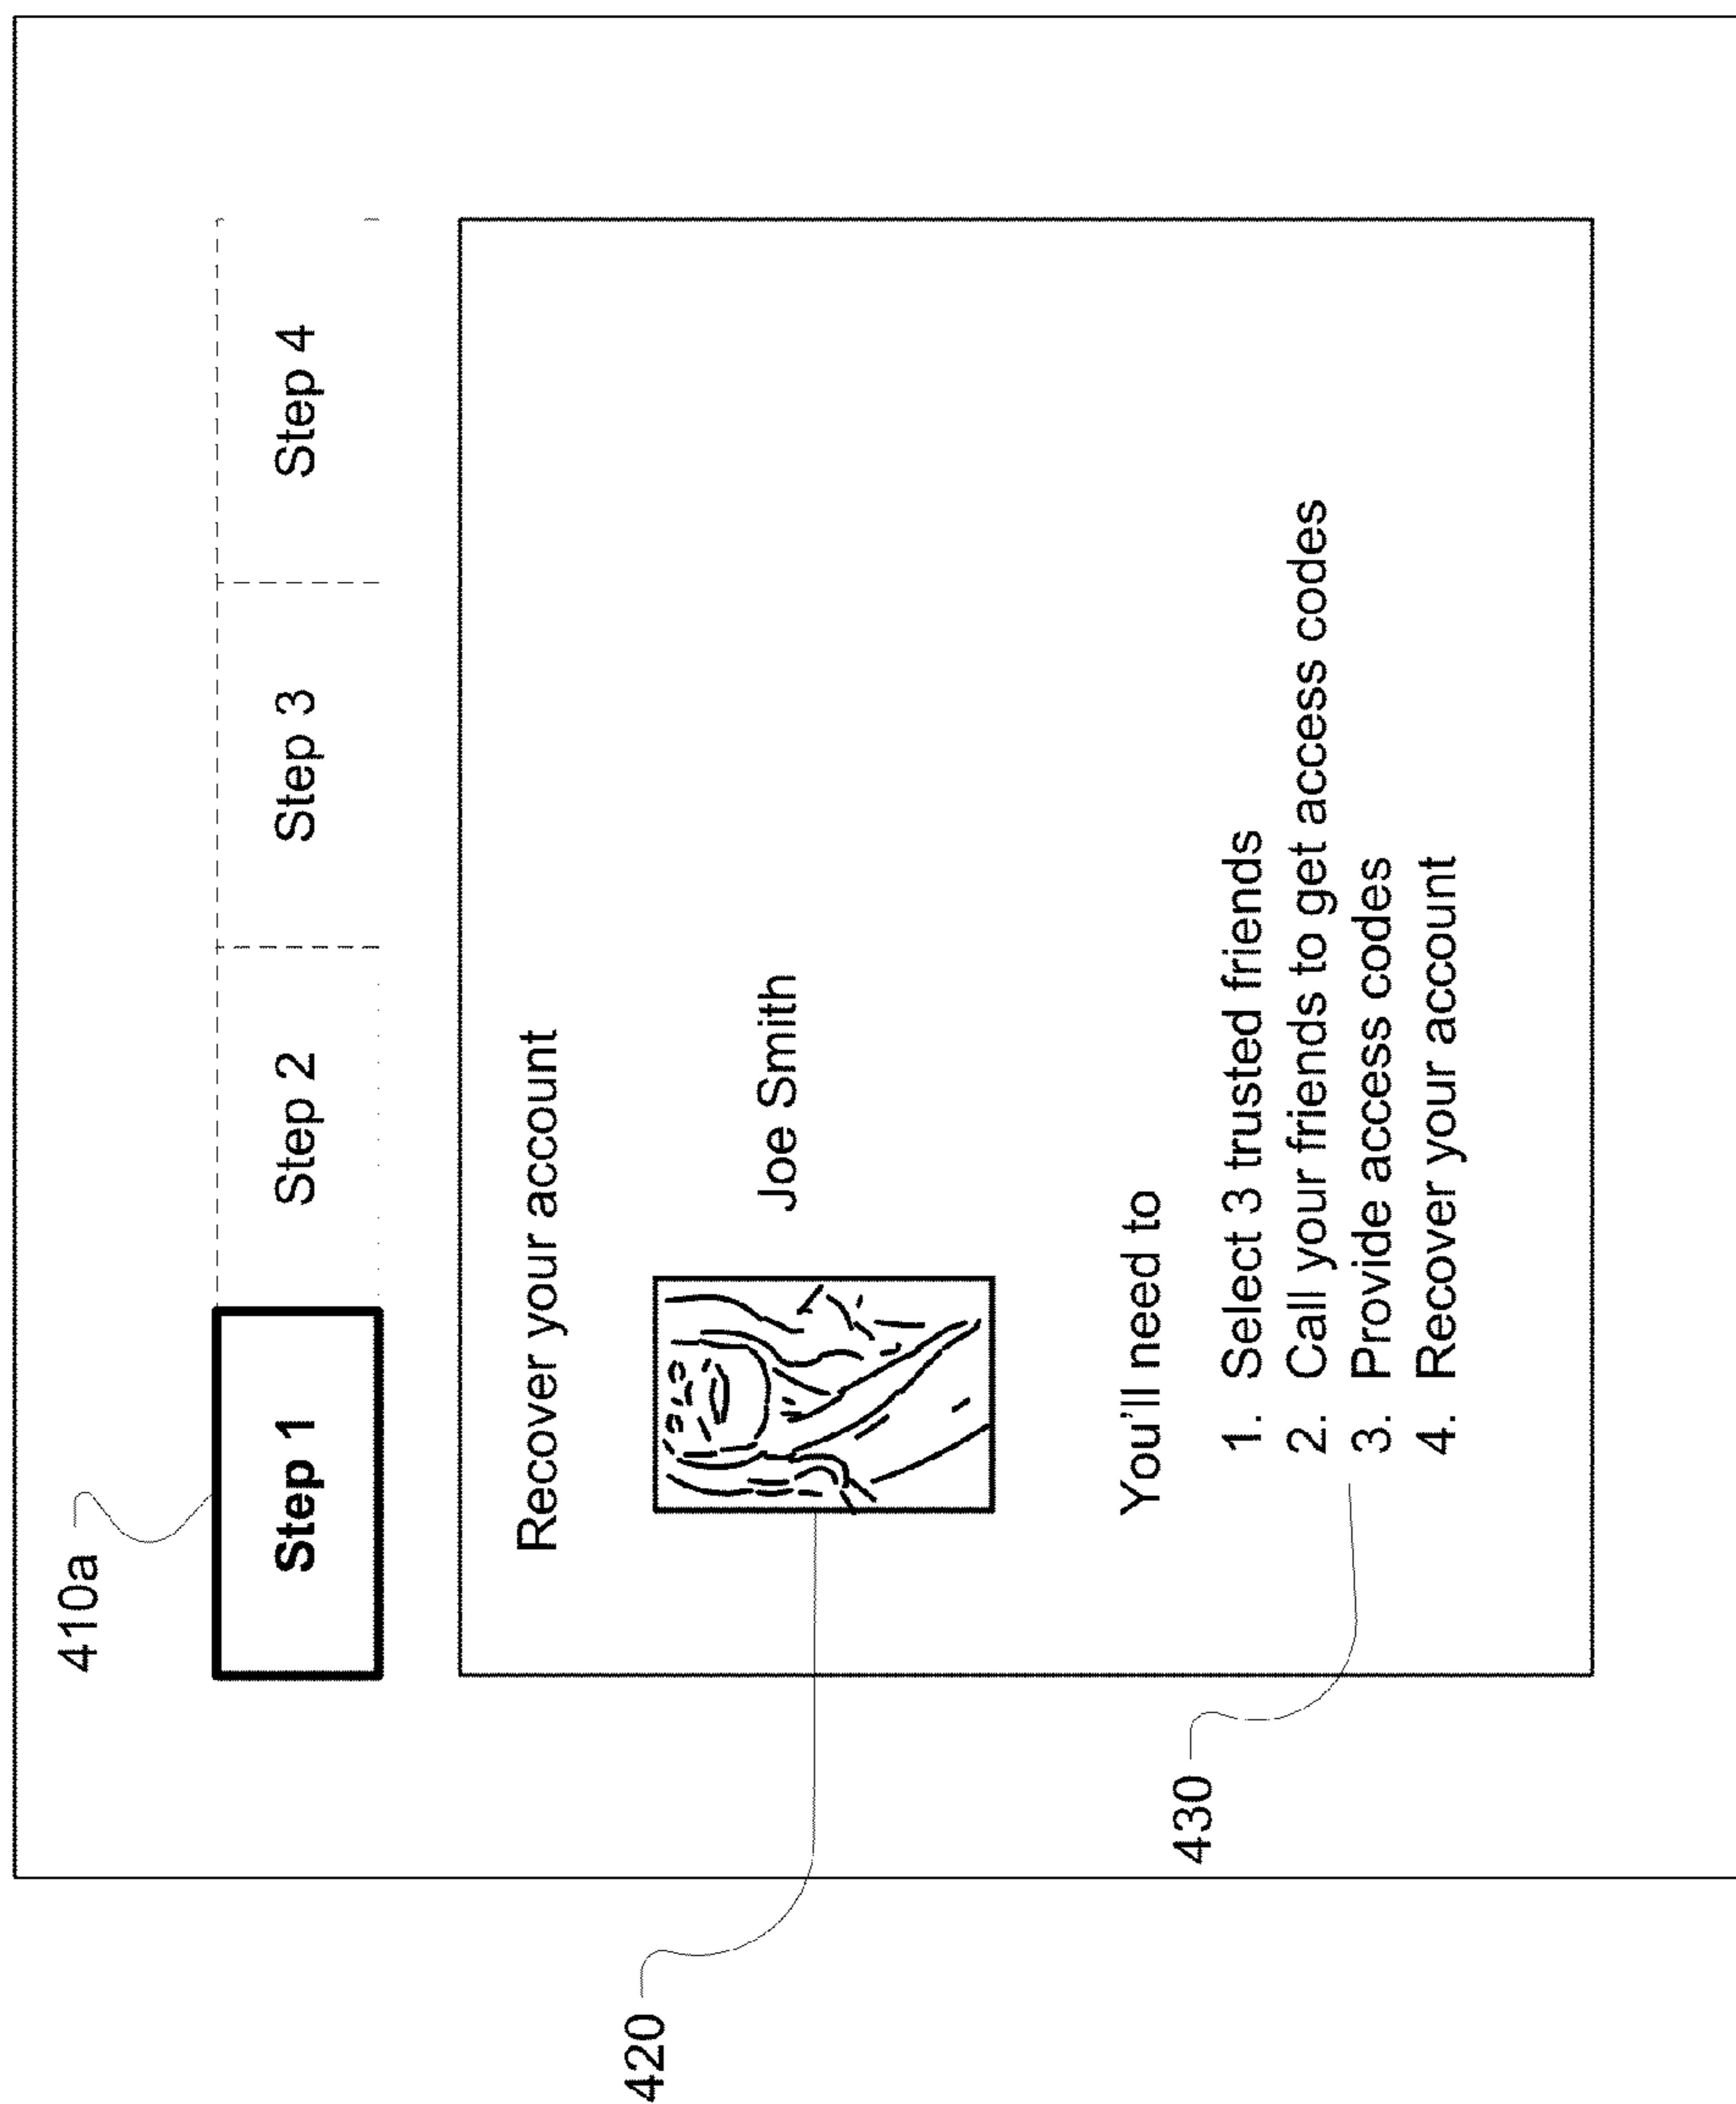 410a
Step 1
Step 2
Step 3
Step 4
Recover your account
420
Joe Smith
You'll need to
430
1. Select 3 trusted friends
2. Call your friends to get access codes
3. Provide access codes
4. Recover your account